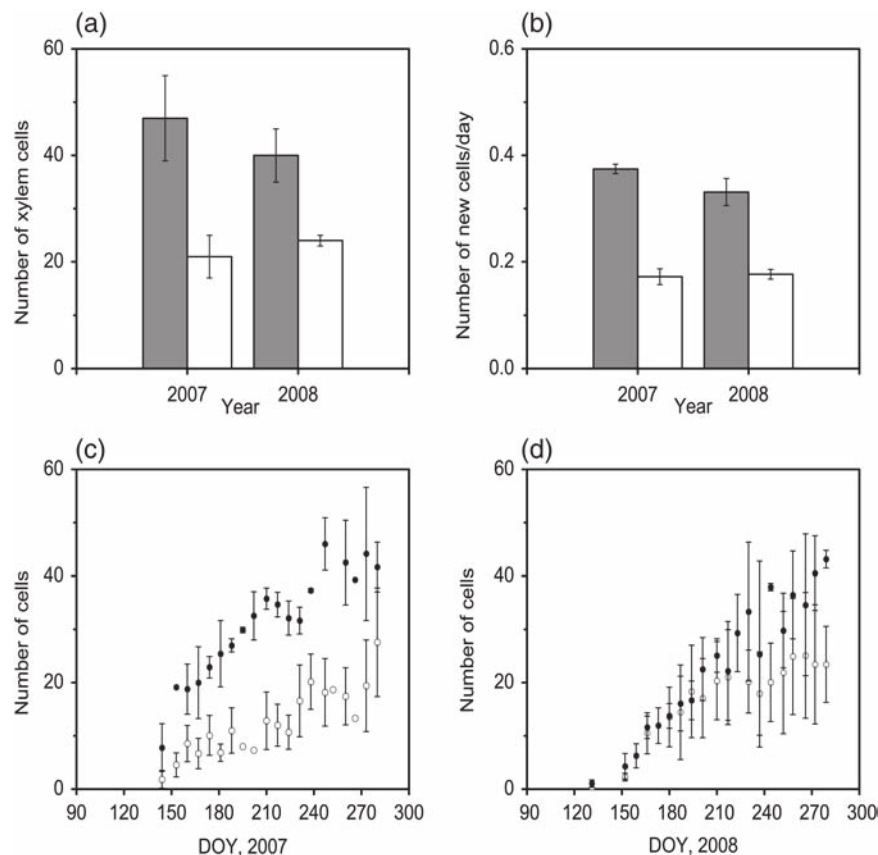 (a)
60
40
20
0
Number of xylem cells
2007 2008
Year
(b)
0.6
0.4
0.2
0.0
Number of new cells/day
2007 2008
Year
(c)
60
40
20
0
Number of cells
90 120 150 180 210 240 270 300
DOY, 2007
(d)
60
40
20
0
Number of cells
90 120 150 180 210 240 270 300
DOY, 2008